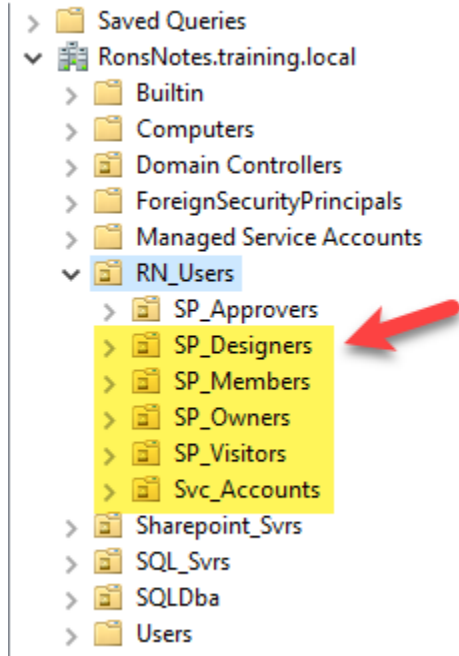 Saved Queries
RonsNotes.training.local
Builtin
Computers
Domain Controllers
ForeignSecurityPrincipals
Managed Service Accounts
RN_Users
SP_Approvers
SP_Designers
SP_Members
SP_Owners
SP_Visitors
Svc_Accounts
Sharepoint_Svrs
SQL_Svrs
SQLDba
Users